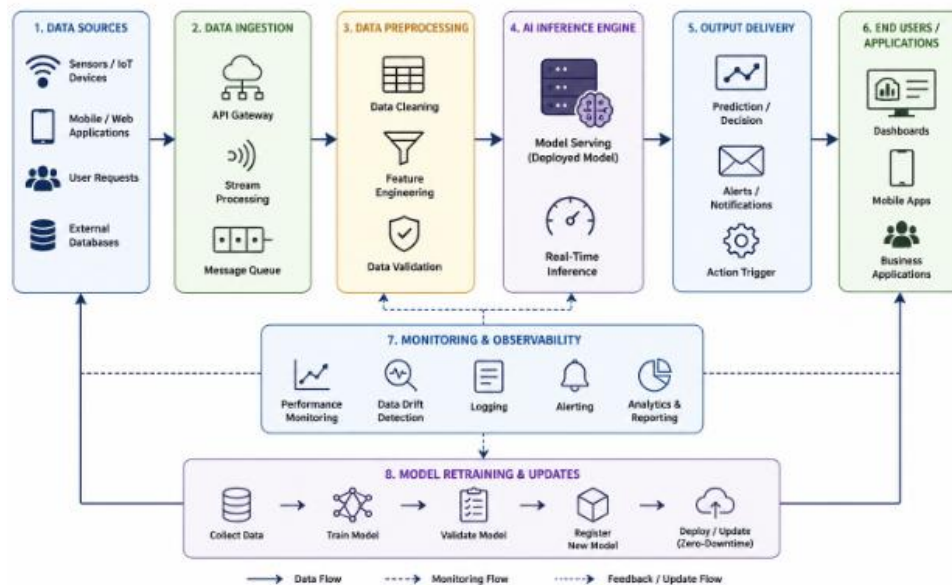 1. DATA SOURCES
Sensors / IoT
Devices
Mobile / Web
Applications
User Requests
External
Databases
2. DATA INGESTION
API Gateway
Stream
Processing
Message Queue
3. DATA PREPROCESSING
Data Cleaning
Feature
Engineering
Data Validation
4. AI INFERENCE ENGINE
Model Serving
(Deployed Model)
Real-Time
Inference
5. OUTPUT DELIVERY
Prediction /
Decision
Alerts /
Notifications
Action Trigger
6. END USERS /
APPLICATIONS
Dashboards
Mobile Apps
Business
Applications
7. MONITORING & OBSERVABILITY
Performance
Monitoring
Data Drift
Detection
Logging
Alerting
Analytics &
Reporting
8. MODEL RETRAINING & UPDATES
Collect Data
Train Model
Validate Model
Register
New Model
Deploy / Update
(Zero-Downtime)
Data Flow
Monitoring Flow
Feedback / Update Flow